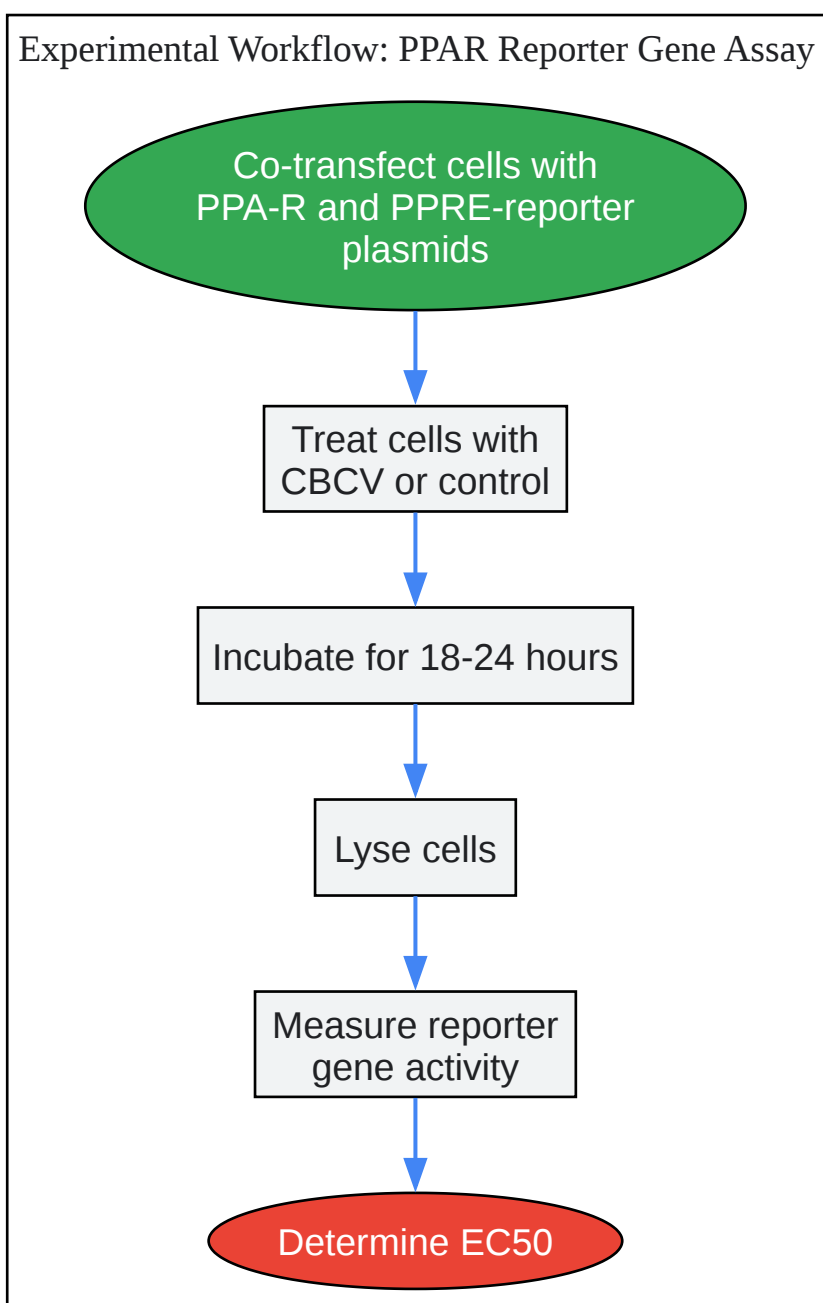 Experimental Workflow: PPAR Reporter Gene Assay
Co-transfect cells with
PPA-R and PPRE-reporter
plasmids
Treat cells with
CBCV or control
Incubate for 18-24 hours
Lyse cells
Measure reporter
gene activity
Determine EC50